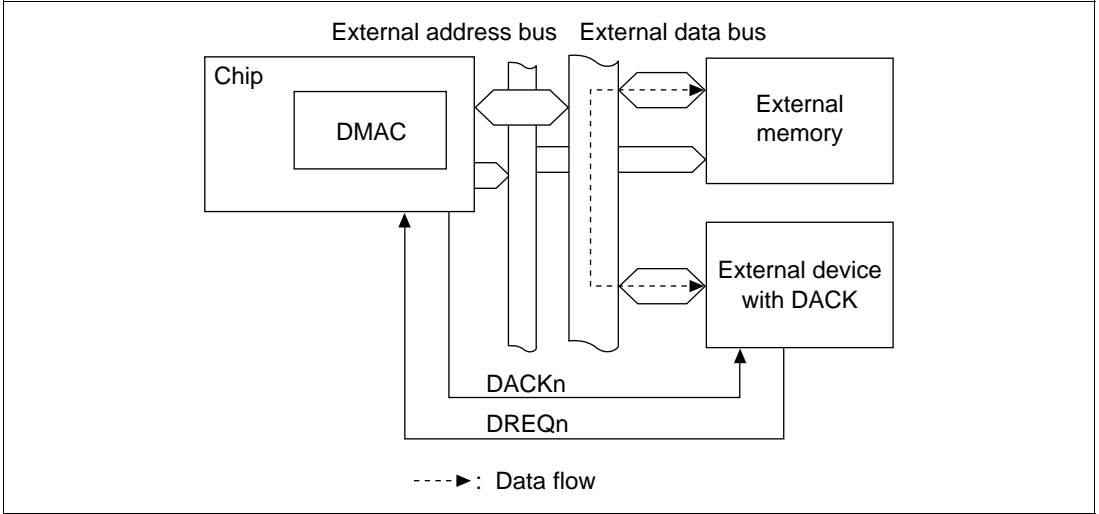 External address bus
External data bus
Chip
DMAC
External
memory
External device
with DACK
DACKn
DREQn
: Data flow